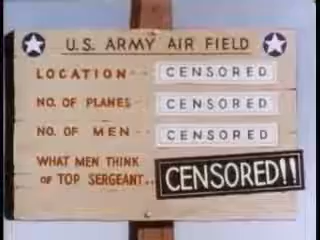 U.S. ARMY AIR FIELD
LOCATION-- CENSORED
NO. OF PLANES-- CENSORED
NO. OF MEN-- CENSORED
WHAT MEN THINK
OF TOP SERGEANT.. CENSORED!!